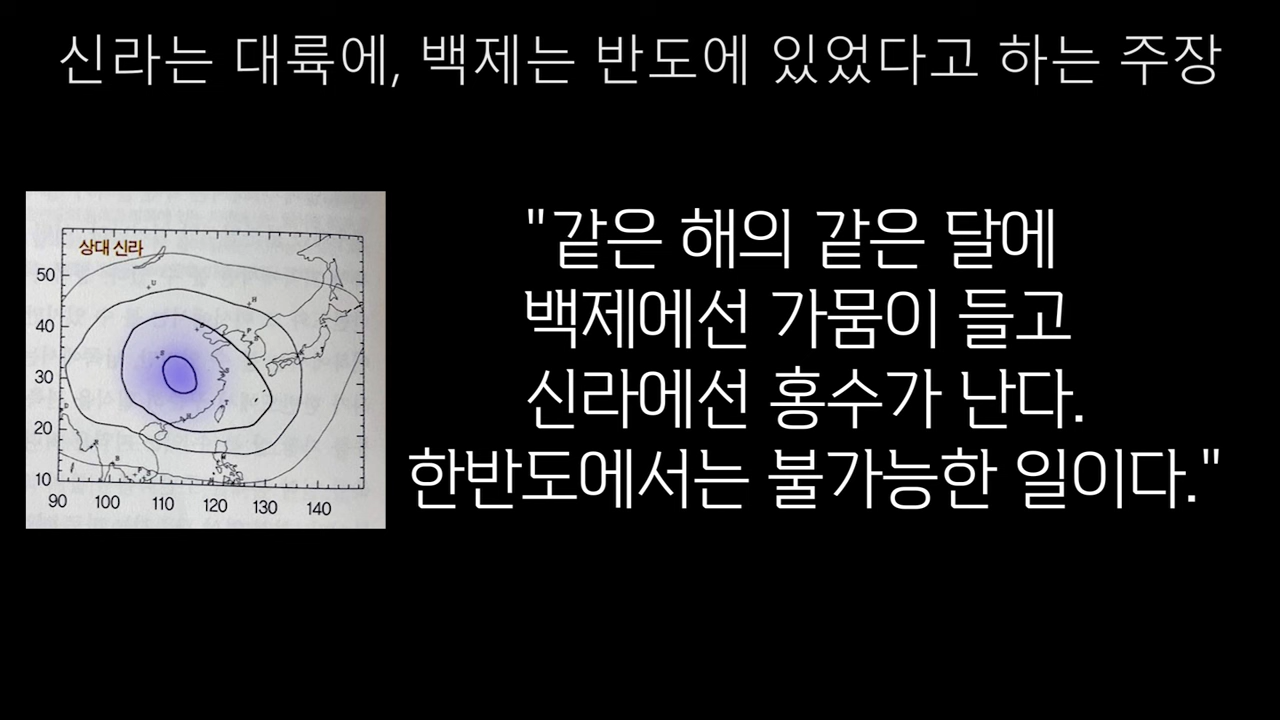 신라는 대륙에, 백제는 반도에 있었다고 하는 주장
상대 신라
50
40
30
20
10
90 100 110 120 130 140
"같은 해의 같은 달에
백제에선 가뭄이 들고
신라에선 홍수가 난다.
한반도에서는 불가능한 일이다."